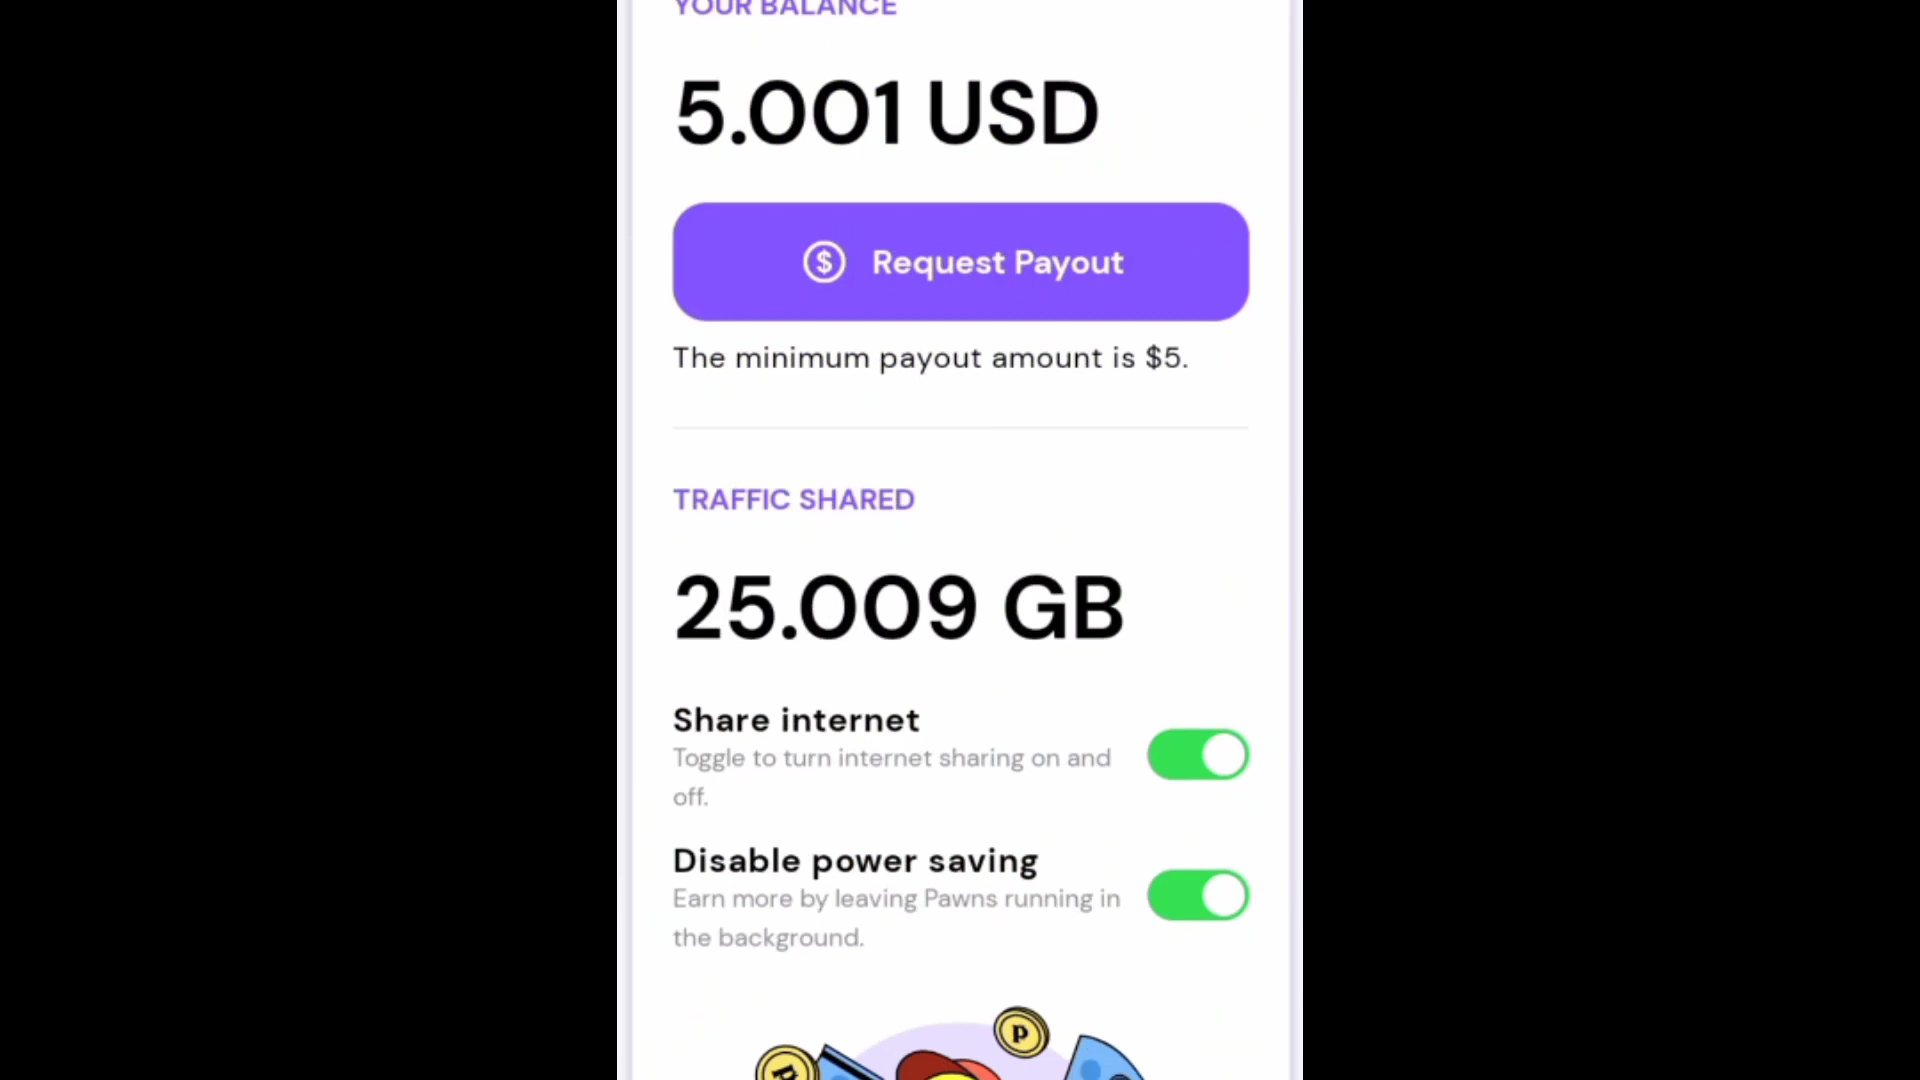 YOUR BALANCE
5.001 USD
$ Request Payout
The minimum payout amount is $5.
TRAFFIC SHARED
25.009 GB
Share internet
Toggle to turn internet sharing on and
off.
Disable power saving
Earn more by leaving Pawns running in
the background.
P
P